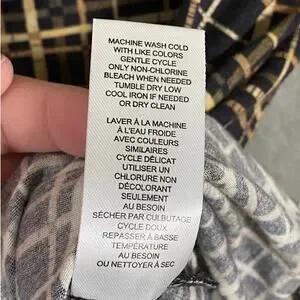 MACHINE WASH COLD
WITH LIKE COLORS
GENTLE CYCLE
ONLY NON-CHLORINE
BLEACH WHEN NEEDED
TUMBLE DRY LOW
COOL IRON IF NEEDED
OR DRY CLEAN
LAVER À LA MACHINE
À L'EAU FROIDE
AVEC COULEURS
SIMILAIRES
CYCLE DÉLICAT
UTILISER UN
CHLORURE NON
DÉCOLORANT
SEULEMENT
AU BESOIN
SÉCHER PAR CULBUTAGE
CYCLE DOUX
REPASSER À BASSE
TEMPÉRATURE
AU BESOIN
OU NETTOYER À SEC